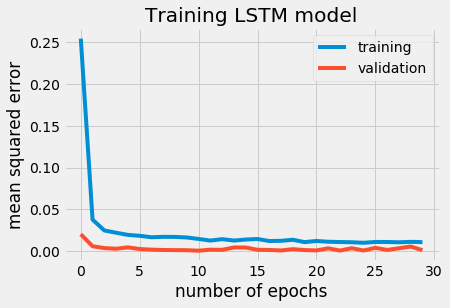 Training LSTM model
training
validation
mean squared error
0.25
0.20
0.15
0.10
0.05
0.00
0 5 10 15 20 25 30
number of epochs